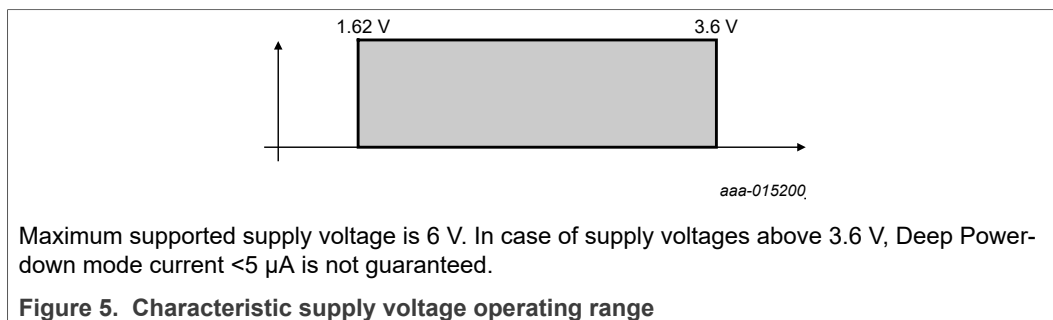 1.62 V 3.6 V
aaa-015200
Maximum supported supply voltage is 6 V. In case of supply voltages above 3.6 V, Deep Power-
down mode current <5 µA is not guaranteed.
Figure 5. Characteristic supply voltage operating range